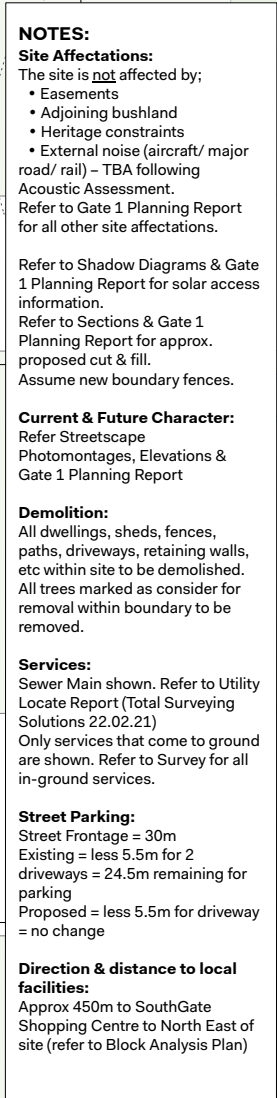 NOTES:
Site Affectations:
The site is not affected by;
• Easements
• Adjoining bushland
• Heritage constraints
• External noise (aircraft/ major
road/ rail) – TBA following
Acoustic Assessment.
Refer to Gate 1 Planning Report
for all other site affectations.
Refer to Shadow Diagrams & Gate
1 Planning Report for solar access
information.
Refer to Sections & Gate 1
Planning Report for approx.
proposed cut & fill.
Assume new boundary fences.
Current & Future Character:
Refer Streetscape
Photomontages, Elevations &
Gate 1 Planning Report
Demolition:
All dwellings, sheds, fences,
paths, driveways, retaining walls,
etc within site to be demolished.
All trees marked as consider for
removal within boundary to be
removed.
Services:
Sewer Main shown. Refer to Utility
Locate Report (Total Surveying
Solutions 22.02.21)
Only services that come to ground
are shown. Refer to Survey for all
in-ground services.
Street Parking:
Street Frontage = 30m
Existing = less 5.5m for 2
driveways = 24.5m remaining for
parking
Proposed = less 5.5m for driveway
= no change
Direction & distance to local
facilities:
Approx 450m to SouthGate
Shopping Centre to North East of
site (refer to Block Analysis Plan)